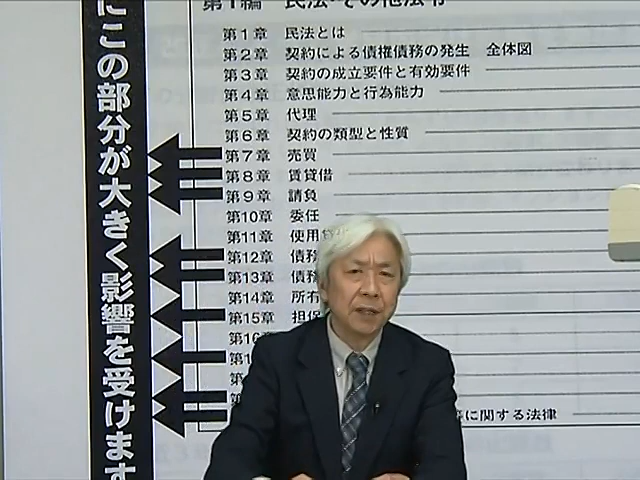 にこの部分が大きく影響を受けます
第1編 民法・その他法令
第1章 民法とは
第2章 契約による債権債務の発生 全体図
第3章 契約の成立要件と有効要件
第4章 意思能力と行為能力
第5章 代理
第6章 契約の類型と性質
第7章 売買
第8章 賃貸借
第9章 請負
第10章 委任
第11章 使用貸
第12章 債務
第13章 債務
第14章 所有
第15章 担保
第16
に関する法律